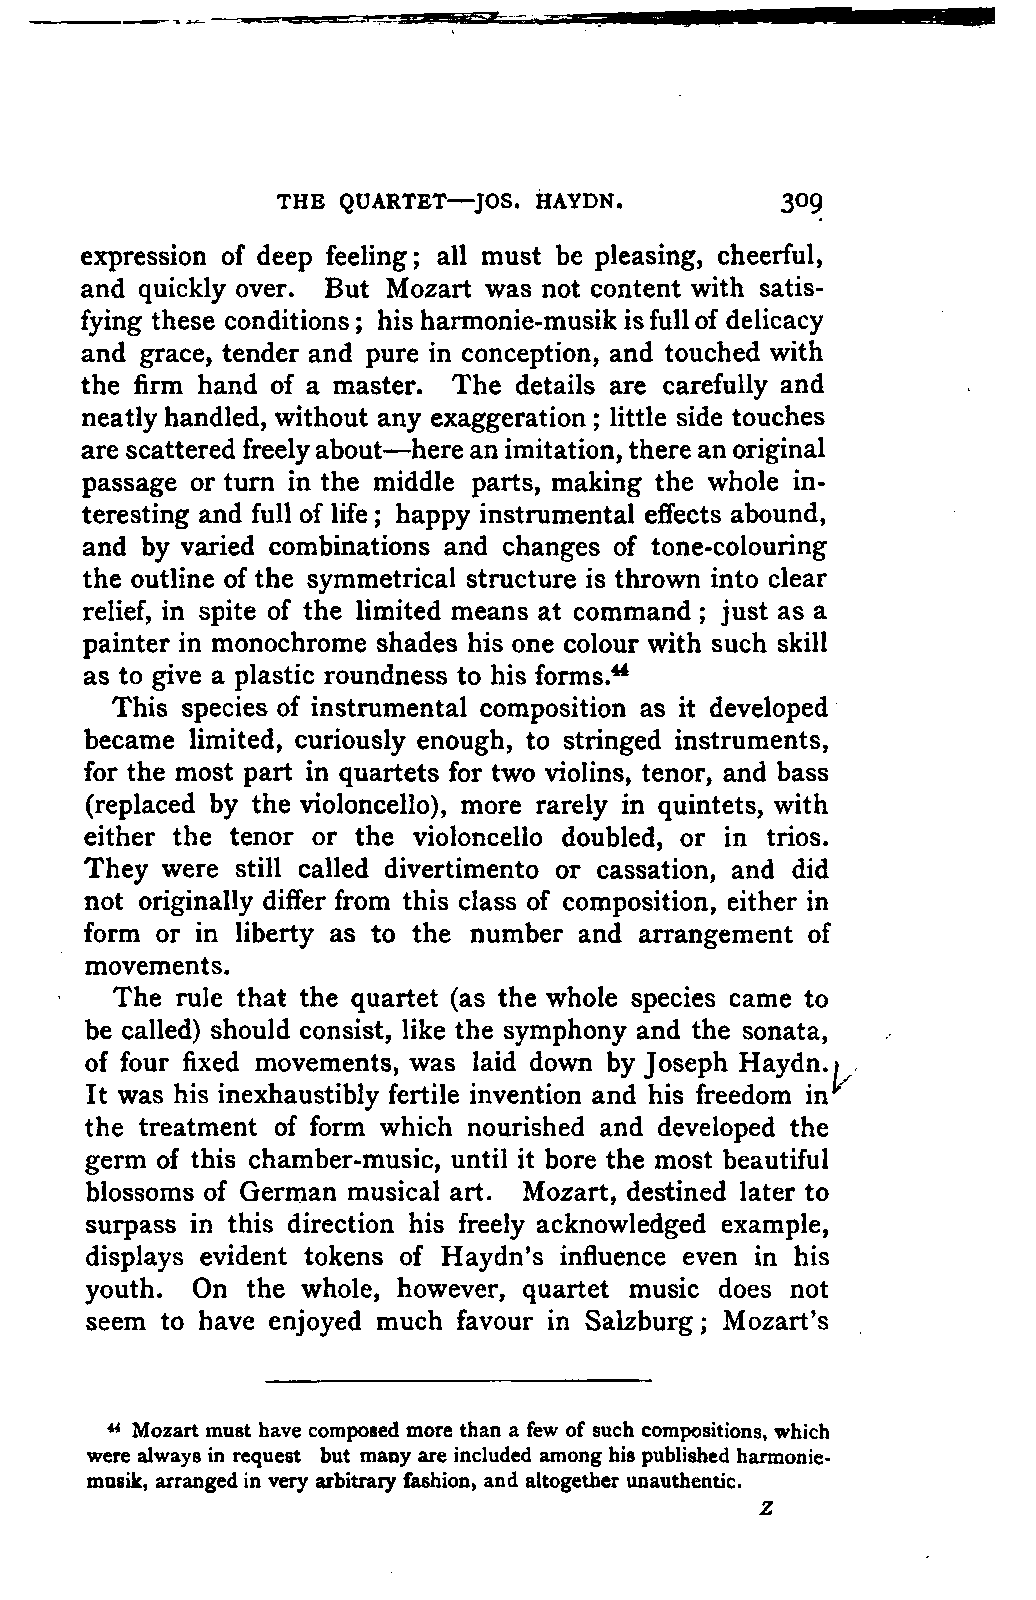 THE QUARTET—JOS. HAYDN. 309
expression of deep feeling; all must be pleasing, cheerful,
and quickly over. But Mozart was not content with satis-
fying these conditions; his harmonie-musik is full of delicacy
and grace, tender and pure in conception, and touched with
the firm hand of a master. The details are carefully and
neatly handled, without any exaggeration; little side touches
are scattered freely about—here an imitation, there an original
passage or turn in the middle parts, making the whole in-
teresting and full of life; happy instrumental effects abound,
and by varied combinations and changes of tone-colouring
the outline of the symmetrical structure is thrown into clear
relief, in spite of the limited means at command; just as a
painter in monochrome shades his one colour with such skill
as to give a plastic roundness to his forms.⁴⁴
This species of instrumental composition as it developed
became limited, curiously enough, to stringed instruments,
for the most part in quartets for two violins, tenor, and bass
(replaced by the violoncello), more rarely in quintets, with
either the tenor or the violoncello doubled, or in trios.
They were still called divertimento or cassation, and did
not originally differ from this class of composition, either in
form or in liberty as to the number and arrangement of
movements.
The rule that the quartet (as the whole species came to
be called) should consist, like the symphony and the sonata,
of four fixed movements, was laid down by Joseph Haydn.
It was his inexhaustibly fertile invention and his freedom in
the treatment of form which nourished and developed the
germ of this chamber-music, until it bore the most beautiful
blossoms of German musical art. Mozart, destined later to
surpass in this direction his freely acknowledged example,
displays evident tokens of Haydn's influence even in his
youth. On the whole, however, quartet music does not
seem to have enjoyed much favour in Salzburg; Mozart's
⁴⁴ Mozart must have composed more than a few of such compositions, which
were always in request but many are included among his published harmonie-
musik, arranged in very arbitrary fashion, and altogether unauthentic.
Z